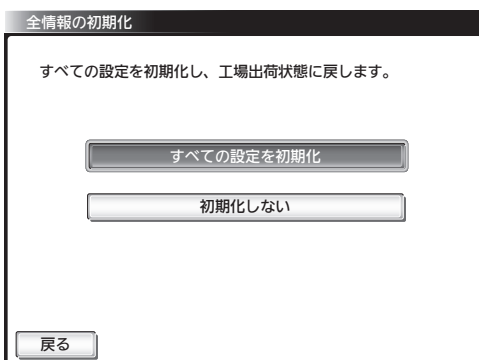 全情報の初期化
すべての設定を初期化し、工場出荷状態に戻します。
すべての設定を初期化
初期化しない
戻る